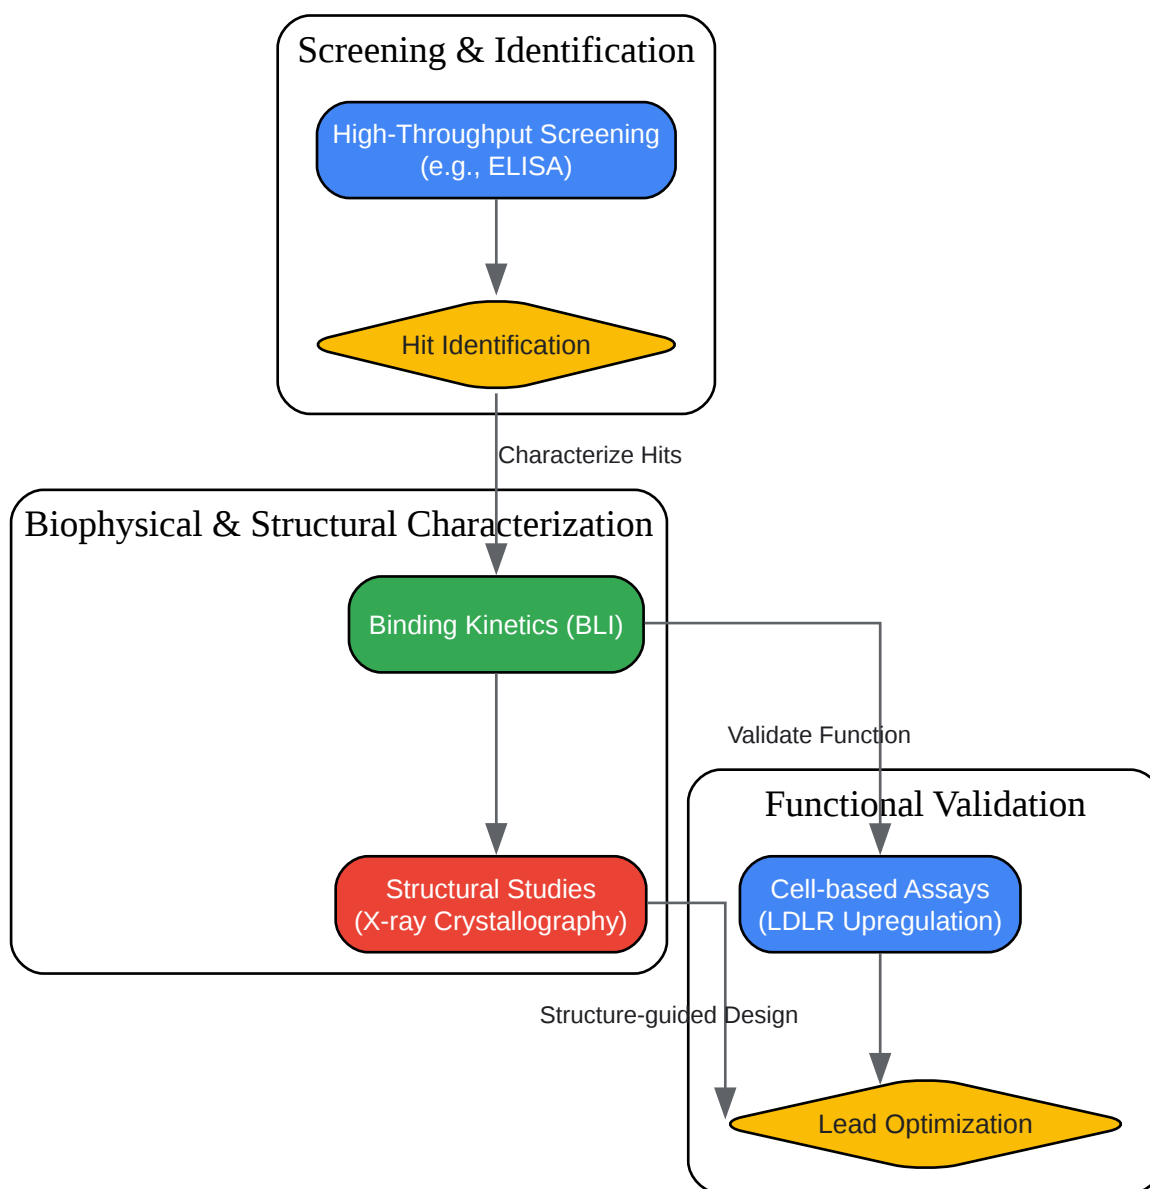 Screening & Identification
High-Throughput Screening
(e.g., ELISA)
Hit Identification
Characterize Hits
Biophysical & Structural Characterization
Binding Kinetics (BLI)
Validate Function
Functional Validation
Structural Studies
(X-ray Crystallography)
Cell-based Assays
(LDLR Upregulation)
Structure-guided Design
Lead Optimization